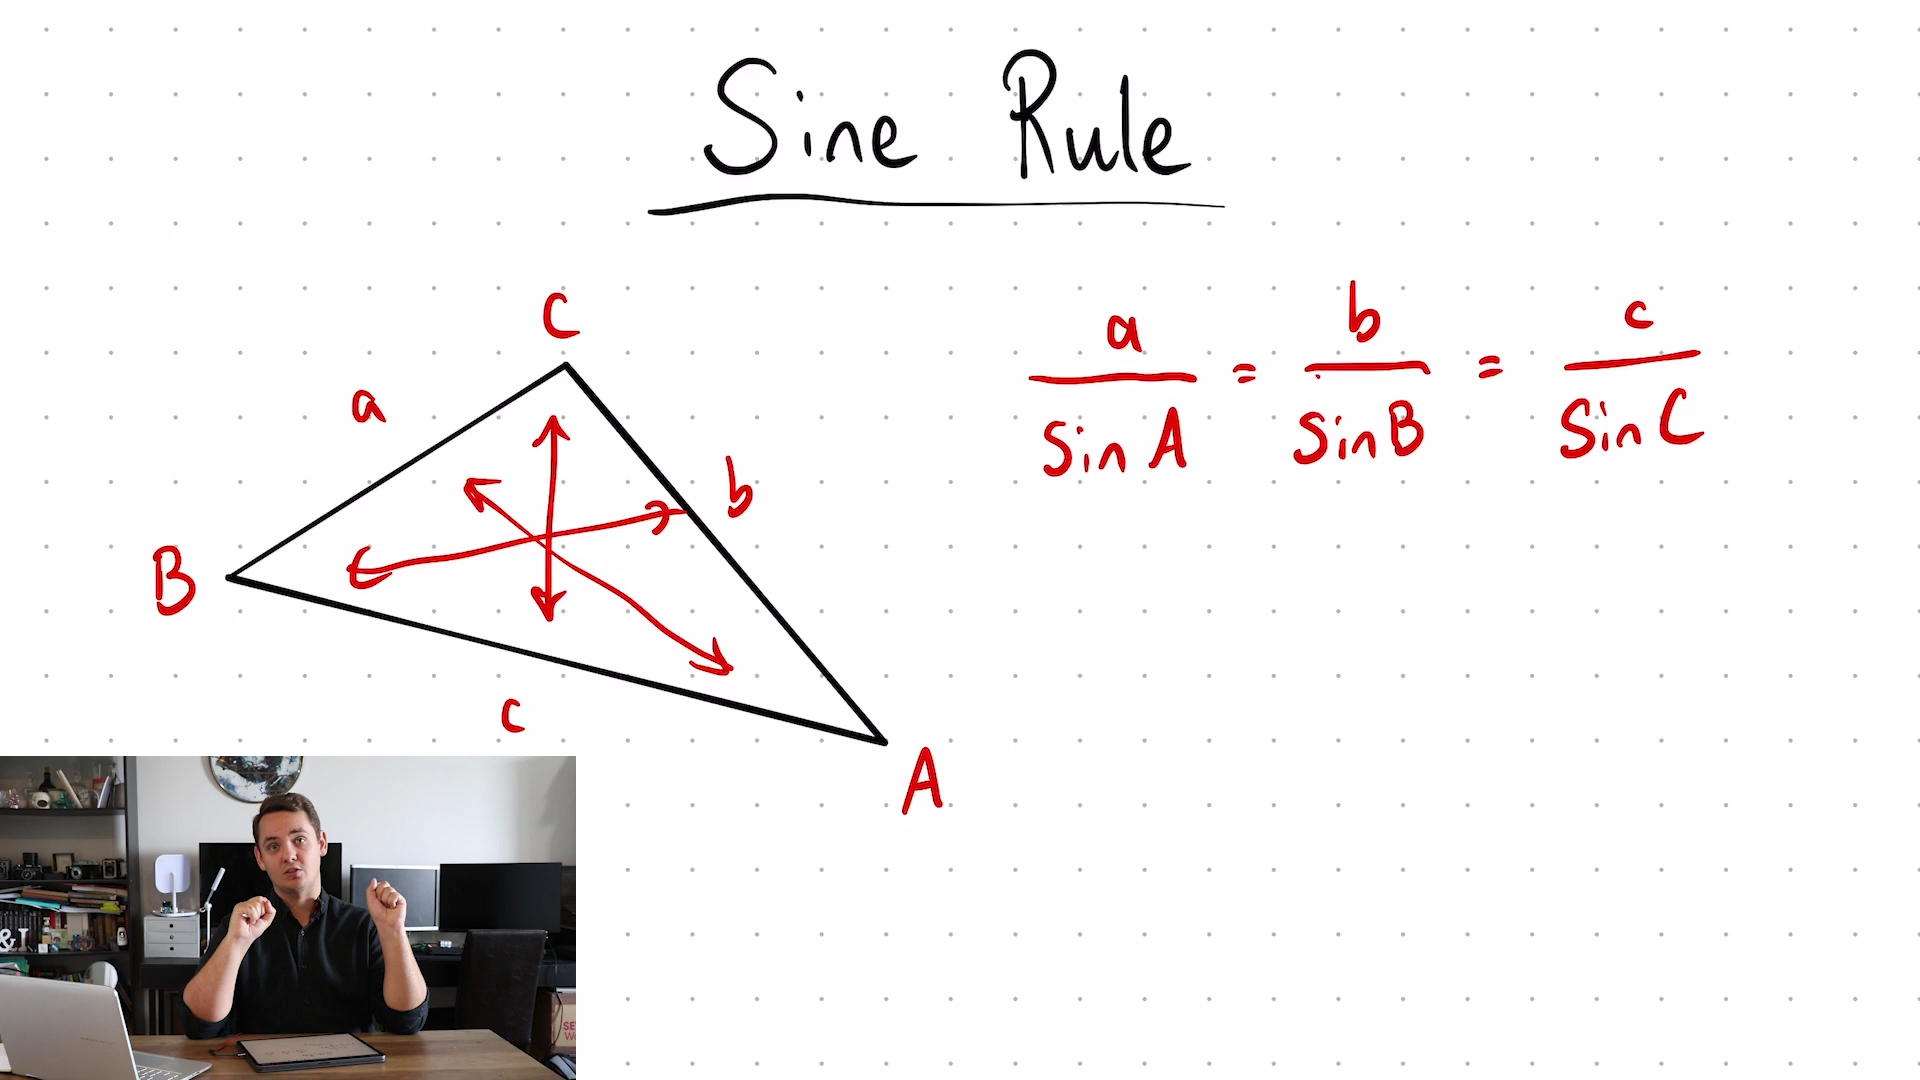 Sine Rule
C
a
b
B
c
A
a/sin A = b/sin B = c/sin C
&